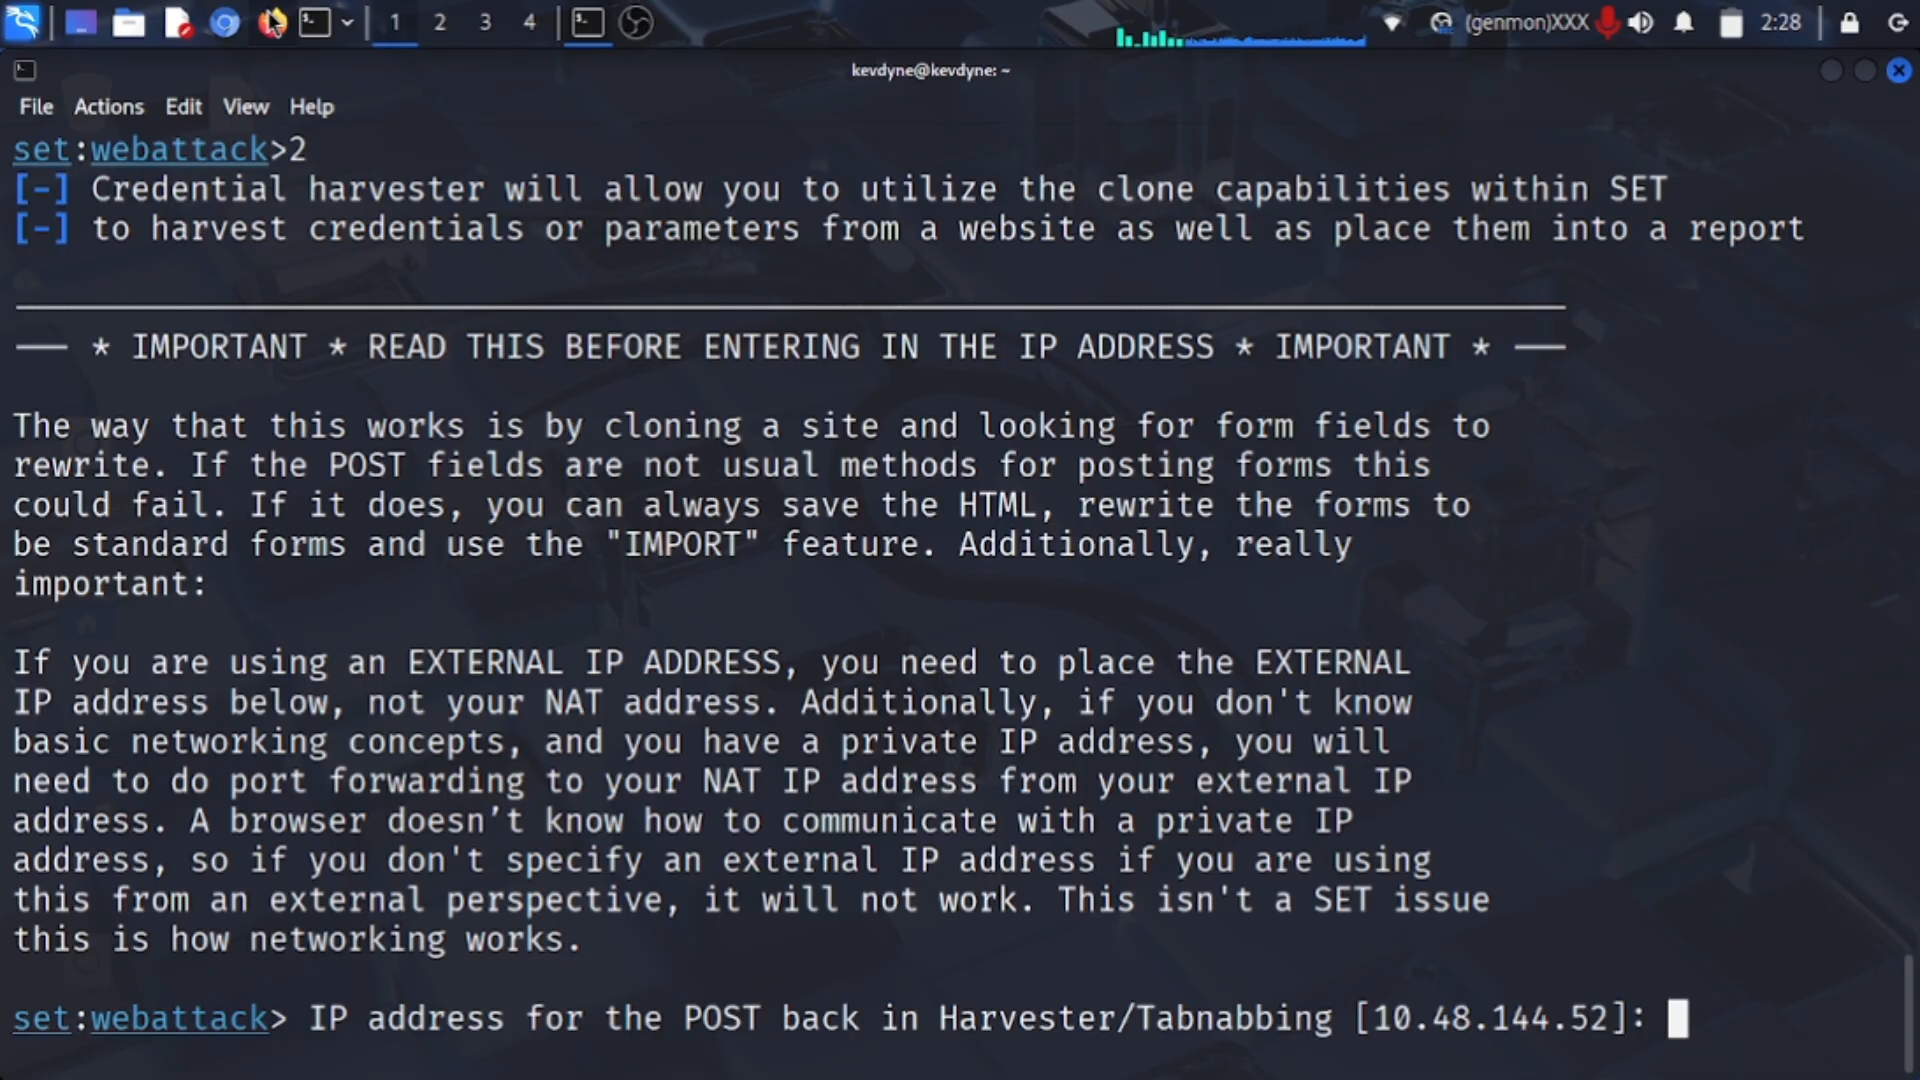 1 2 3 4 (genmon)XXX 2:28
kevdyne@kevdyne: ~
File Actions Edit View Help
set:webattack>2
[-] Credential harvester will allow you to utilize the clone capabilities within SET
[-] to harvest credentials or parameters from a website as well as place them into a report
--- * IMPORTANT * READ THIS BEFORE ENTERING IN THE IP ADDRESS * IMPORTANT * ---
The way that this works is by cloning a site and looking for form fields to
rewrite. If the POST fields are not usual methods for posting forms this
could fail. If it does, you can always save the HTML, rewrite the forms to
be standard forms and use the "IMPORT" feature. Additionally, really
important:
If you are using an EXTERNAL IP ADDRESS, you need to place the EXTERNAL
IP address below, not your NAT address. Additionally, if you don't know
basic networking concepts, and you have a private IP address, you will
need to do port forwarding to your NAT IP address from your external IP
address. A browser doesn’t know how to communicate with a private IP
address, so if you don't specify an external IP address if you are using
this from an external perspective, it will not work. This isn't a SET issue
this is how networking works.
set:webattack> IP address for the POST back in Harvester/Tabnabbing [10.48.144.52]: